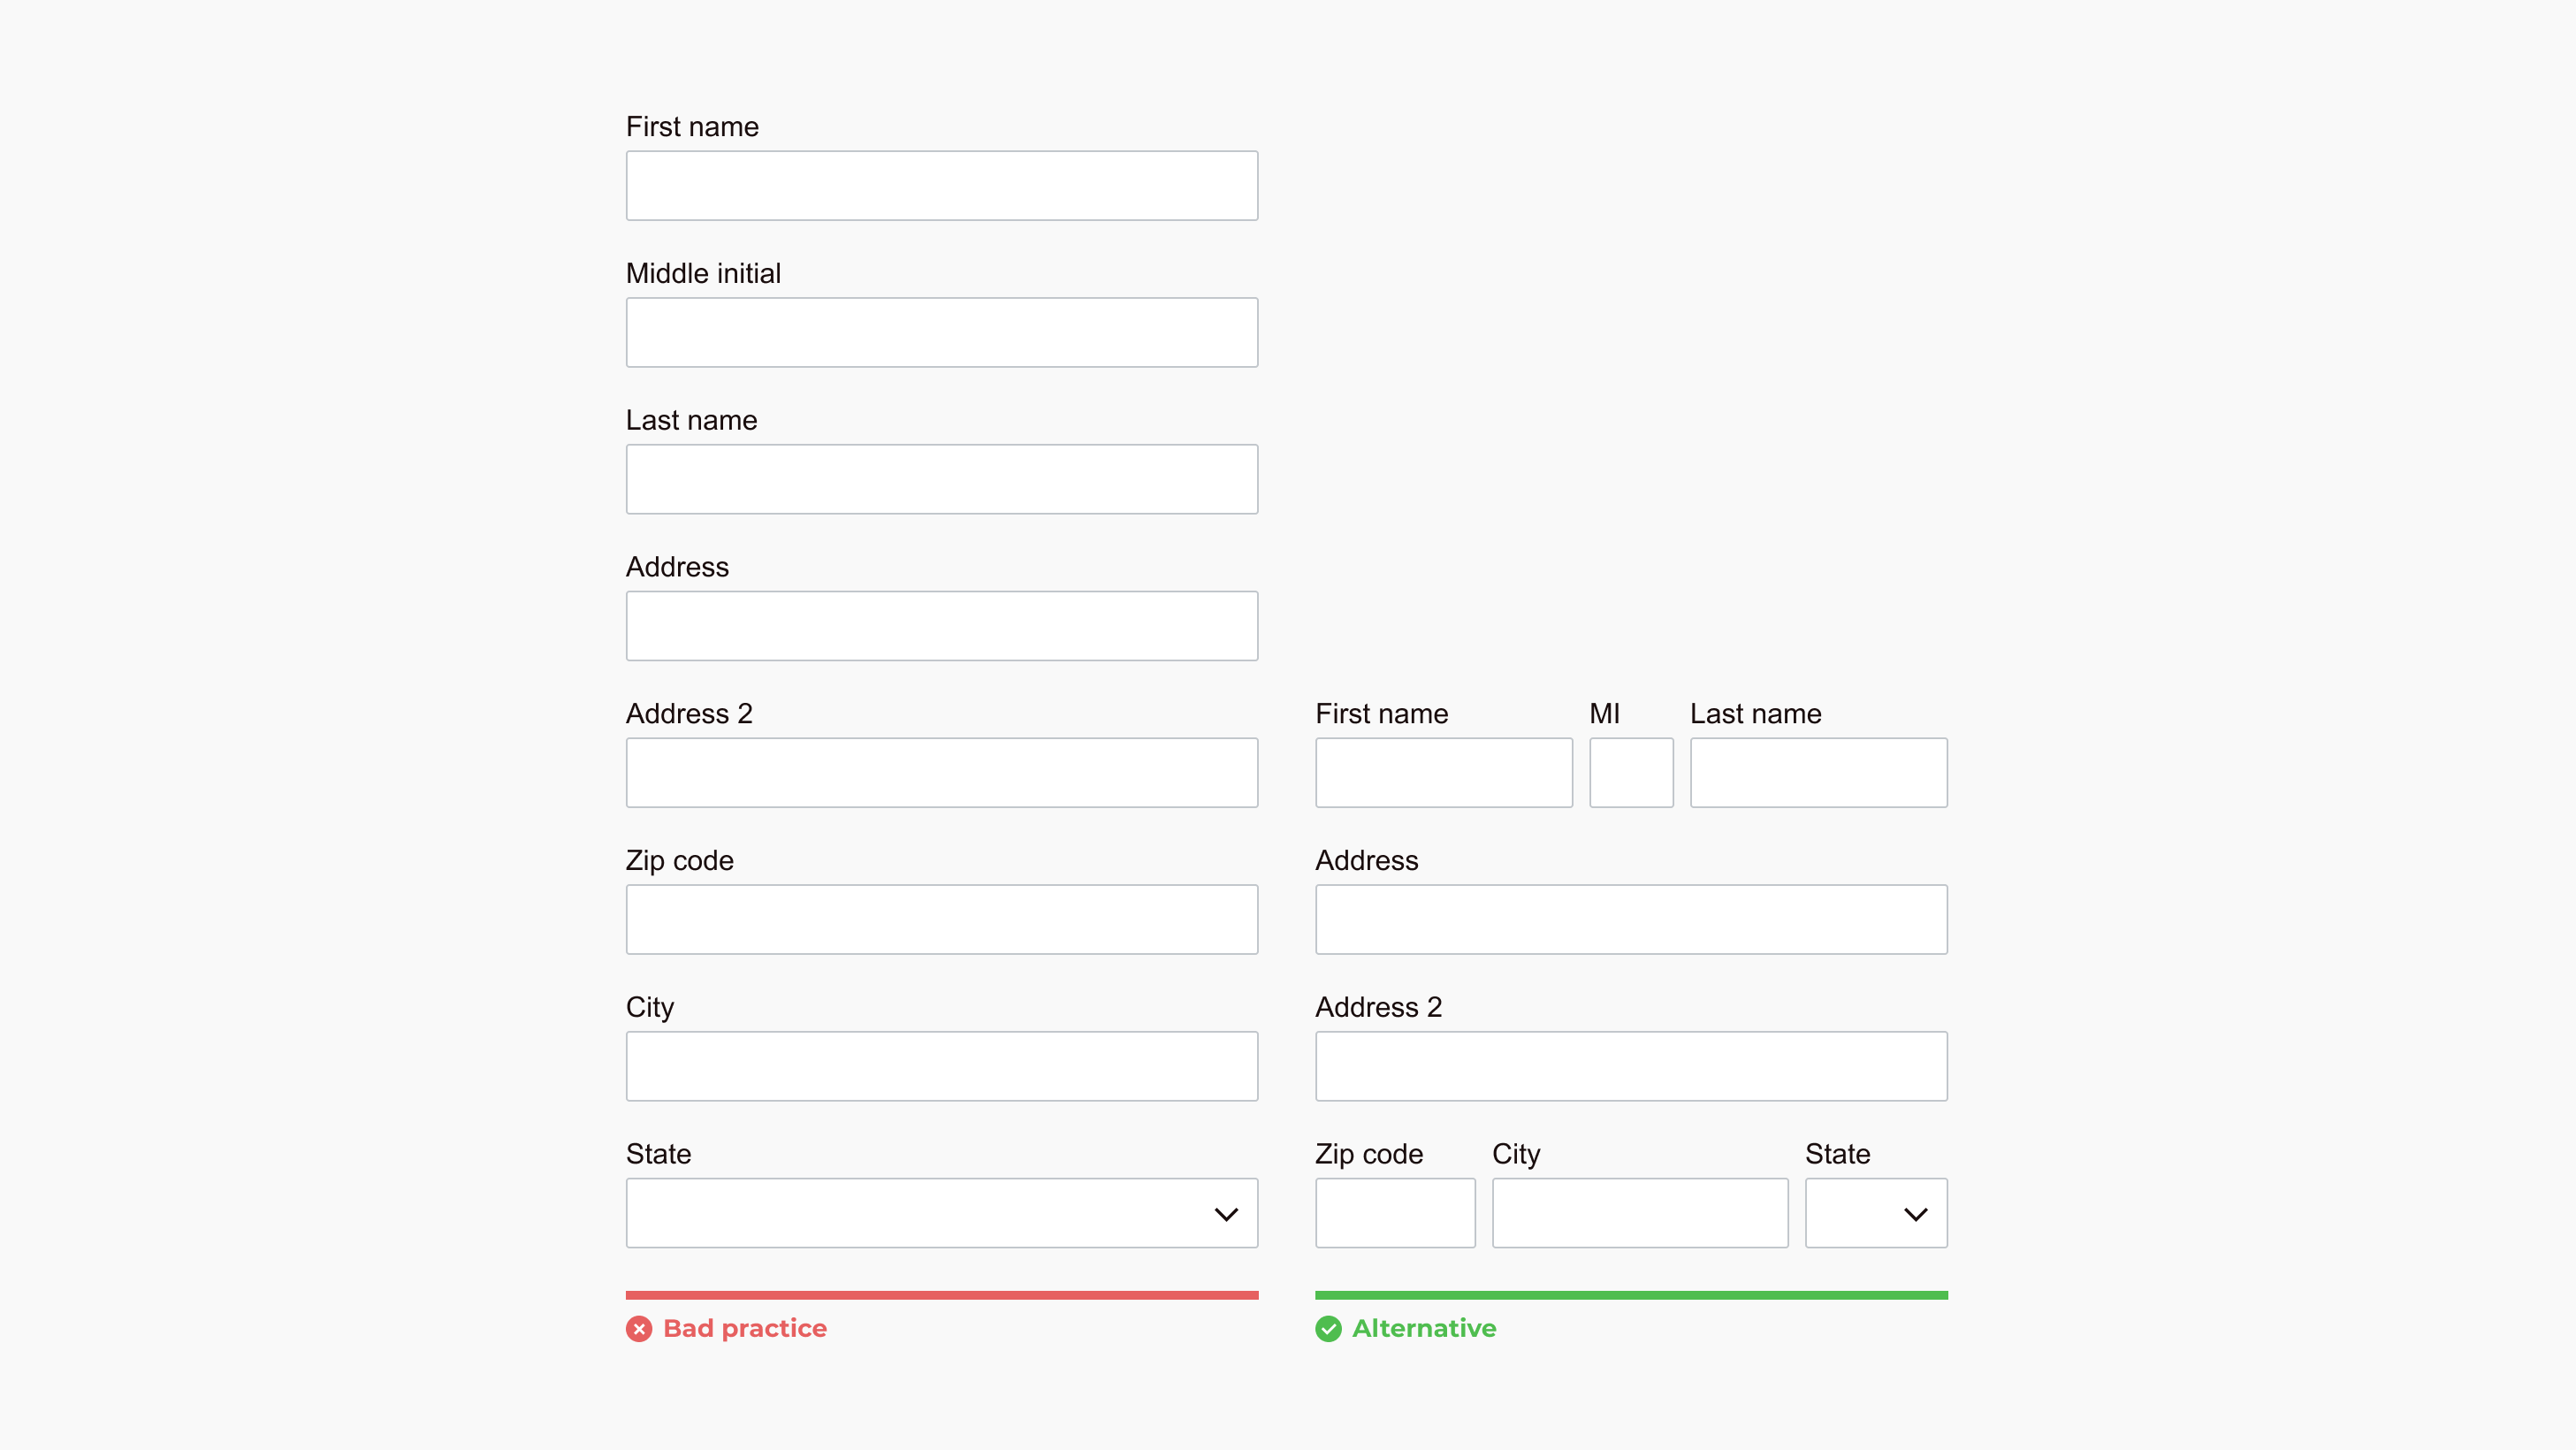 First name
Middle initial
Last name
Address
Address 2
Zip code
City
State
Bad practice
First name MI Last name
Address
Address 2
Zip code City State
Alternative